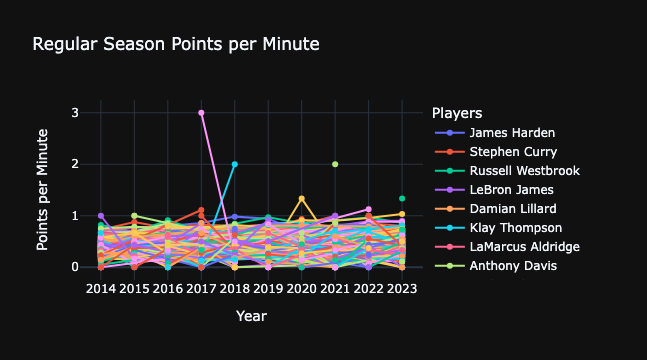 Regular Season Points per Minute
Points per Minute
3
2
1
0
2014 2015 2016 2017 2018 2019 2020 2021 2022 2023
Year
Players
James Harden
Stephen Curry
Russell Westbrook
LeBron James
Damian Lillard
Klay Thompson
LaMarcus Aldridge
Anthony Davis